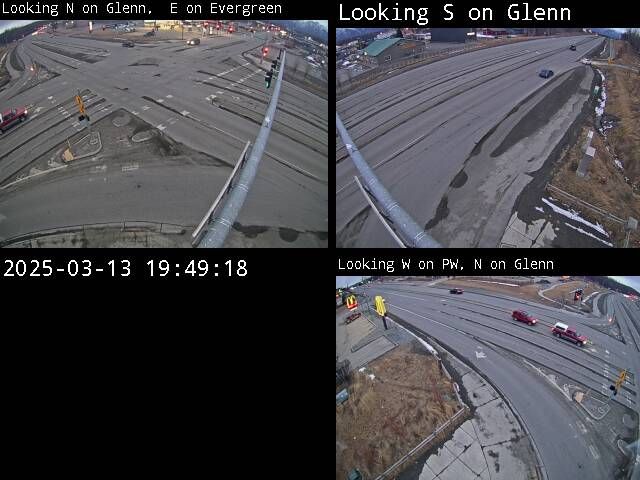 Looking N on Glenn,  E on Evergreen
Looking S on Glenn
2025-03-13 19:49:18
Looking W on PW, N on Glenn